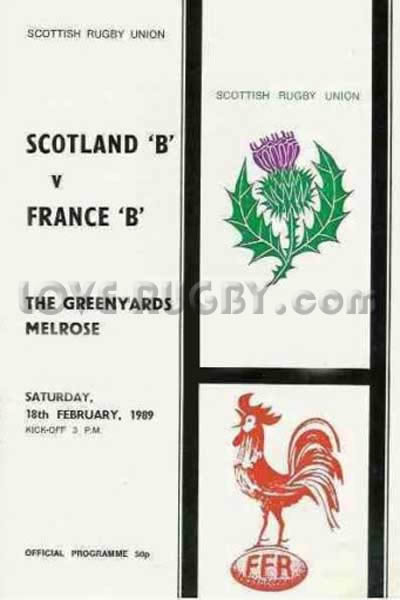 SCOTTISH RUGBY UNION
SCOTLAND 'B'
v
FRANCE 'B'
THE GREENYARDS
MELROSE
SATURDAY,
18th FEBRUARY, 1989
KICK-OFF 3 P.M.
OFFICIAL PROGRAMME 50p
SCOTTISH RUGBY UNION
LOVE-RUGBY.com
FFR